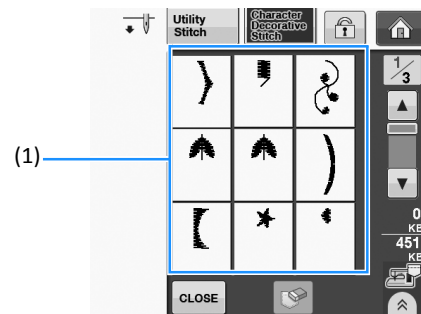 Utility
Stitch
Character
Decorative
Stitch
1/3
(1)
0
KB
451
KB
CLOSE